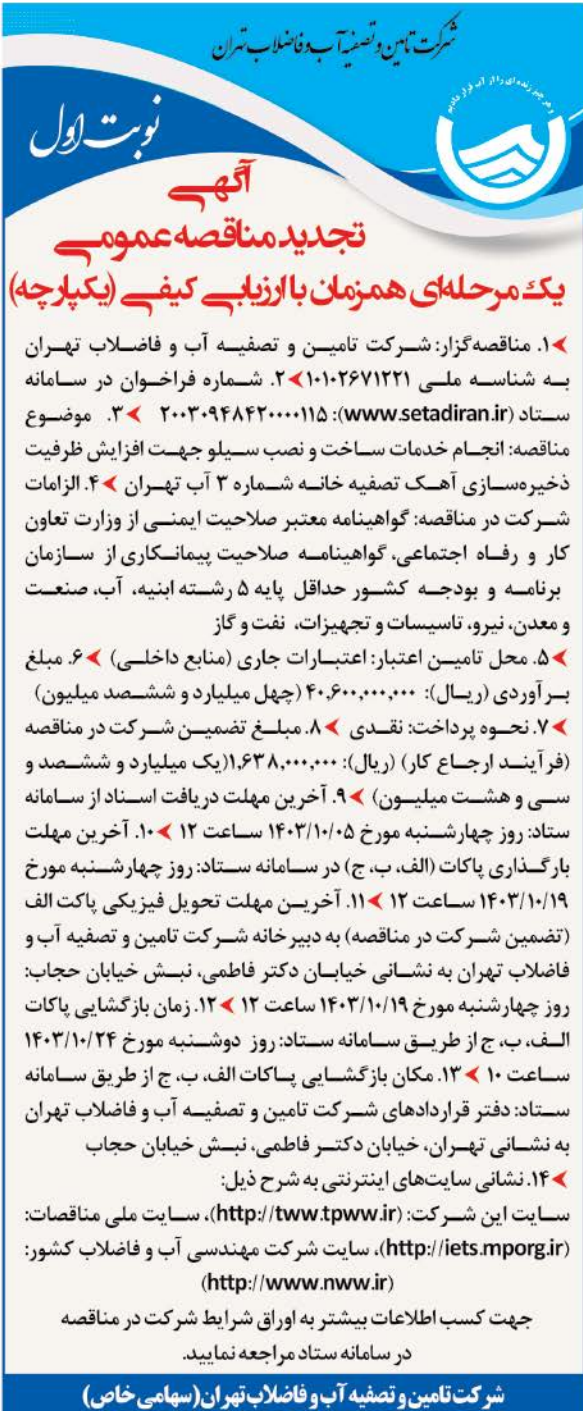 شرکت تامین و تصفیه آب و فاضلاب تهران
و هر چیز زنده ای را از آب قرار دادیم
نوبت اول
آگهی
تجدید مناقصه عمومی
یک مرحله‌ای همزمان با ارزیابی کیفی (یکپارچه)
۱. مناقصه‌گزار: شرکت تامین و تصفیه آب و فاضلاب تهران
به شناسه ملی ۱۰۱۰۲۶۷۱۲۲۱ ۲. شماره فراخوان در سامانه
ستاد (www.setadiran.ir): ۲۰۰۳۰۹۴۸۴۲۰۰۰۰۱۱۵ ۳. موضوع
مناقصه: انجام خدمات ساخت و نصب سیلو جهت افزایش ظرفیت
ذخیره‌سازی آهک تصفیه خانه شماره ۳ آب تهران ۴. الزامات
شرکت در مناقصه: گواهینامه معتبر صلاحیت ایمنی از وزارت تعاون
کار و رفاه اجتماعی، گواهینامه صلاحیت پیمانکاری از سازمان
برنامه و بودجه کشور حداقل پایه ۵ رشته ابنیه، آب، صنعت
و معدن، نیرو، تاسیسات و تجهیزات، نفت و گاز
۵. محل تامین اعتبار: اعتبارات جاری (منابع داخلی) ۶. مبلغ
برآوردی (ریال): ۴۰,۶۰۰,۰۰۰,۰۰۰ (چهل میلیارد و ششصد میلیون)
۷. نحوه پرداخت: نقدی ۸. مبلغ تضمین شرکت در مناقصه
(فرآیند ارجاع کار) (ریال): ۱,۶۳۸,۰۰۰,۰۰۰(یک میلیارد و ششصد و
سی و هشت میلیون) ۹. آخرین مهلت دریافت اسناد از سامانه
ستاد: روز چهارشنبه مورخ ۱۴۰۳/۱۰/۰۵ ساعت ۱۲ ۱۰. آخرین مهلت
بارگذاری پاکات (الف، ب، ج) در سامانه ستاد: روز چهارشنبه مورخ
۱۴۰۳/۱۰/۱۹ ساعت ۱۲ ۱۱. آخرین مهلت تحویل فیزیکی پاکت الف
(تضمین شرکت در مناقصه) به دبیرخانه شرکت تامین و تصفیه آب و
فاضلاب تهران به نشانی خیابان دکتر فاطمی، نبش خیابان حجاب:
روز چهارشنبه مورخ ۱۴۰۳/۱۰/۱۹ ساعت ۱۲ ۱۲. زمان بازگشایی پاکات
الف، ب، ج از طریق سامانه ستاد: روز دوشنبه مورخ ۱۴۰۳/۱۰/۲۴
ساعت ۱۰ ۱۳. مکان بازگشایی پاکات الف، ب، ج از طریق سامانه
ستاد: دفتر قراردادهای شرکت تامین و تصفیه آب و فاضلاب تهران
به نشانی تهران، خیابان دکتر فاطمی، نبش خیابان حجاب
۱۴. نشانی سایت‌های اینترنتی به شرح ذیل:
سایت این شرکت: (http://tww.tpww.ir)، سایت ملی مناقصات:
(http://iets.mporg.ir)، سایت شرکت مهندسی آب و فاضلاب کشور:
(http://www.nww.ir)
جهت کسب اطلاعات بیشتر به اوراق شرایط شرکت در مناقصه
در سامانه ستاد مراجعه نمایید.
شرکت تامین و تصفیه آب و فاضلاب تهران (سهامی خاص)